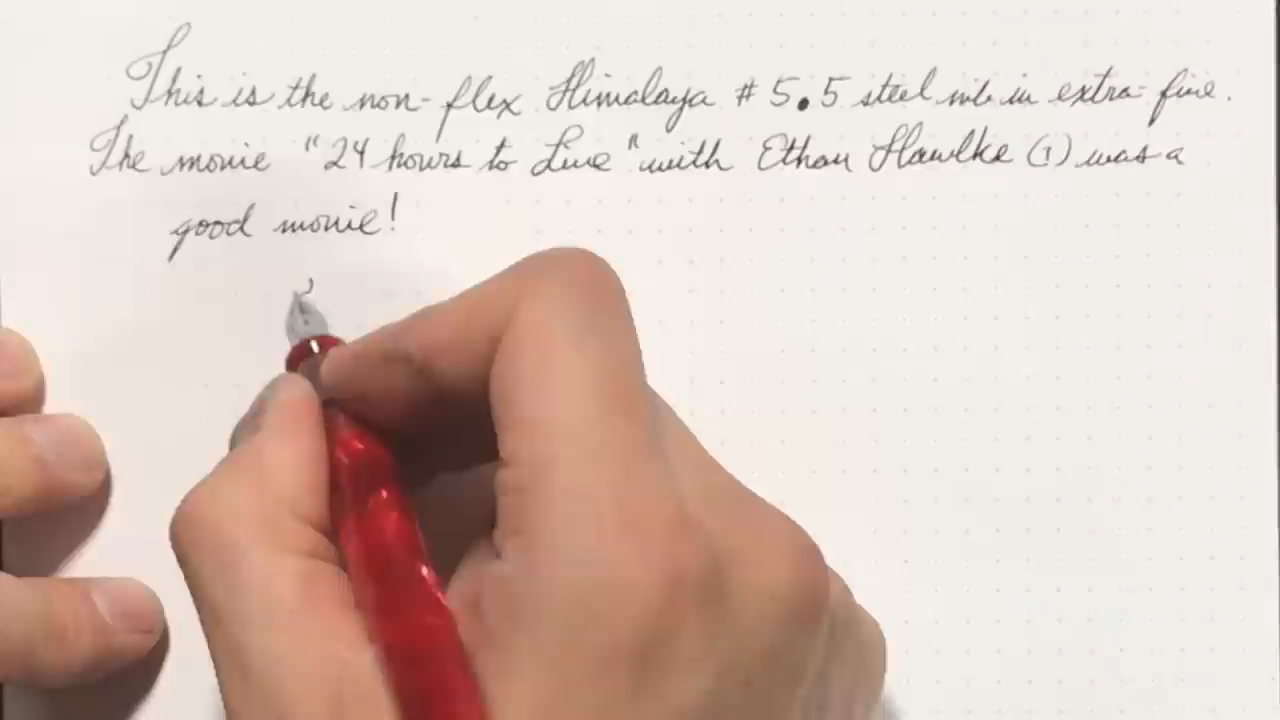 This is the non-flex Himalaya # 5.5 steel nib in extra-fine.
The movie "24 hours to Live" with Ethan Hawlke (1) was a
good movie!